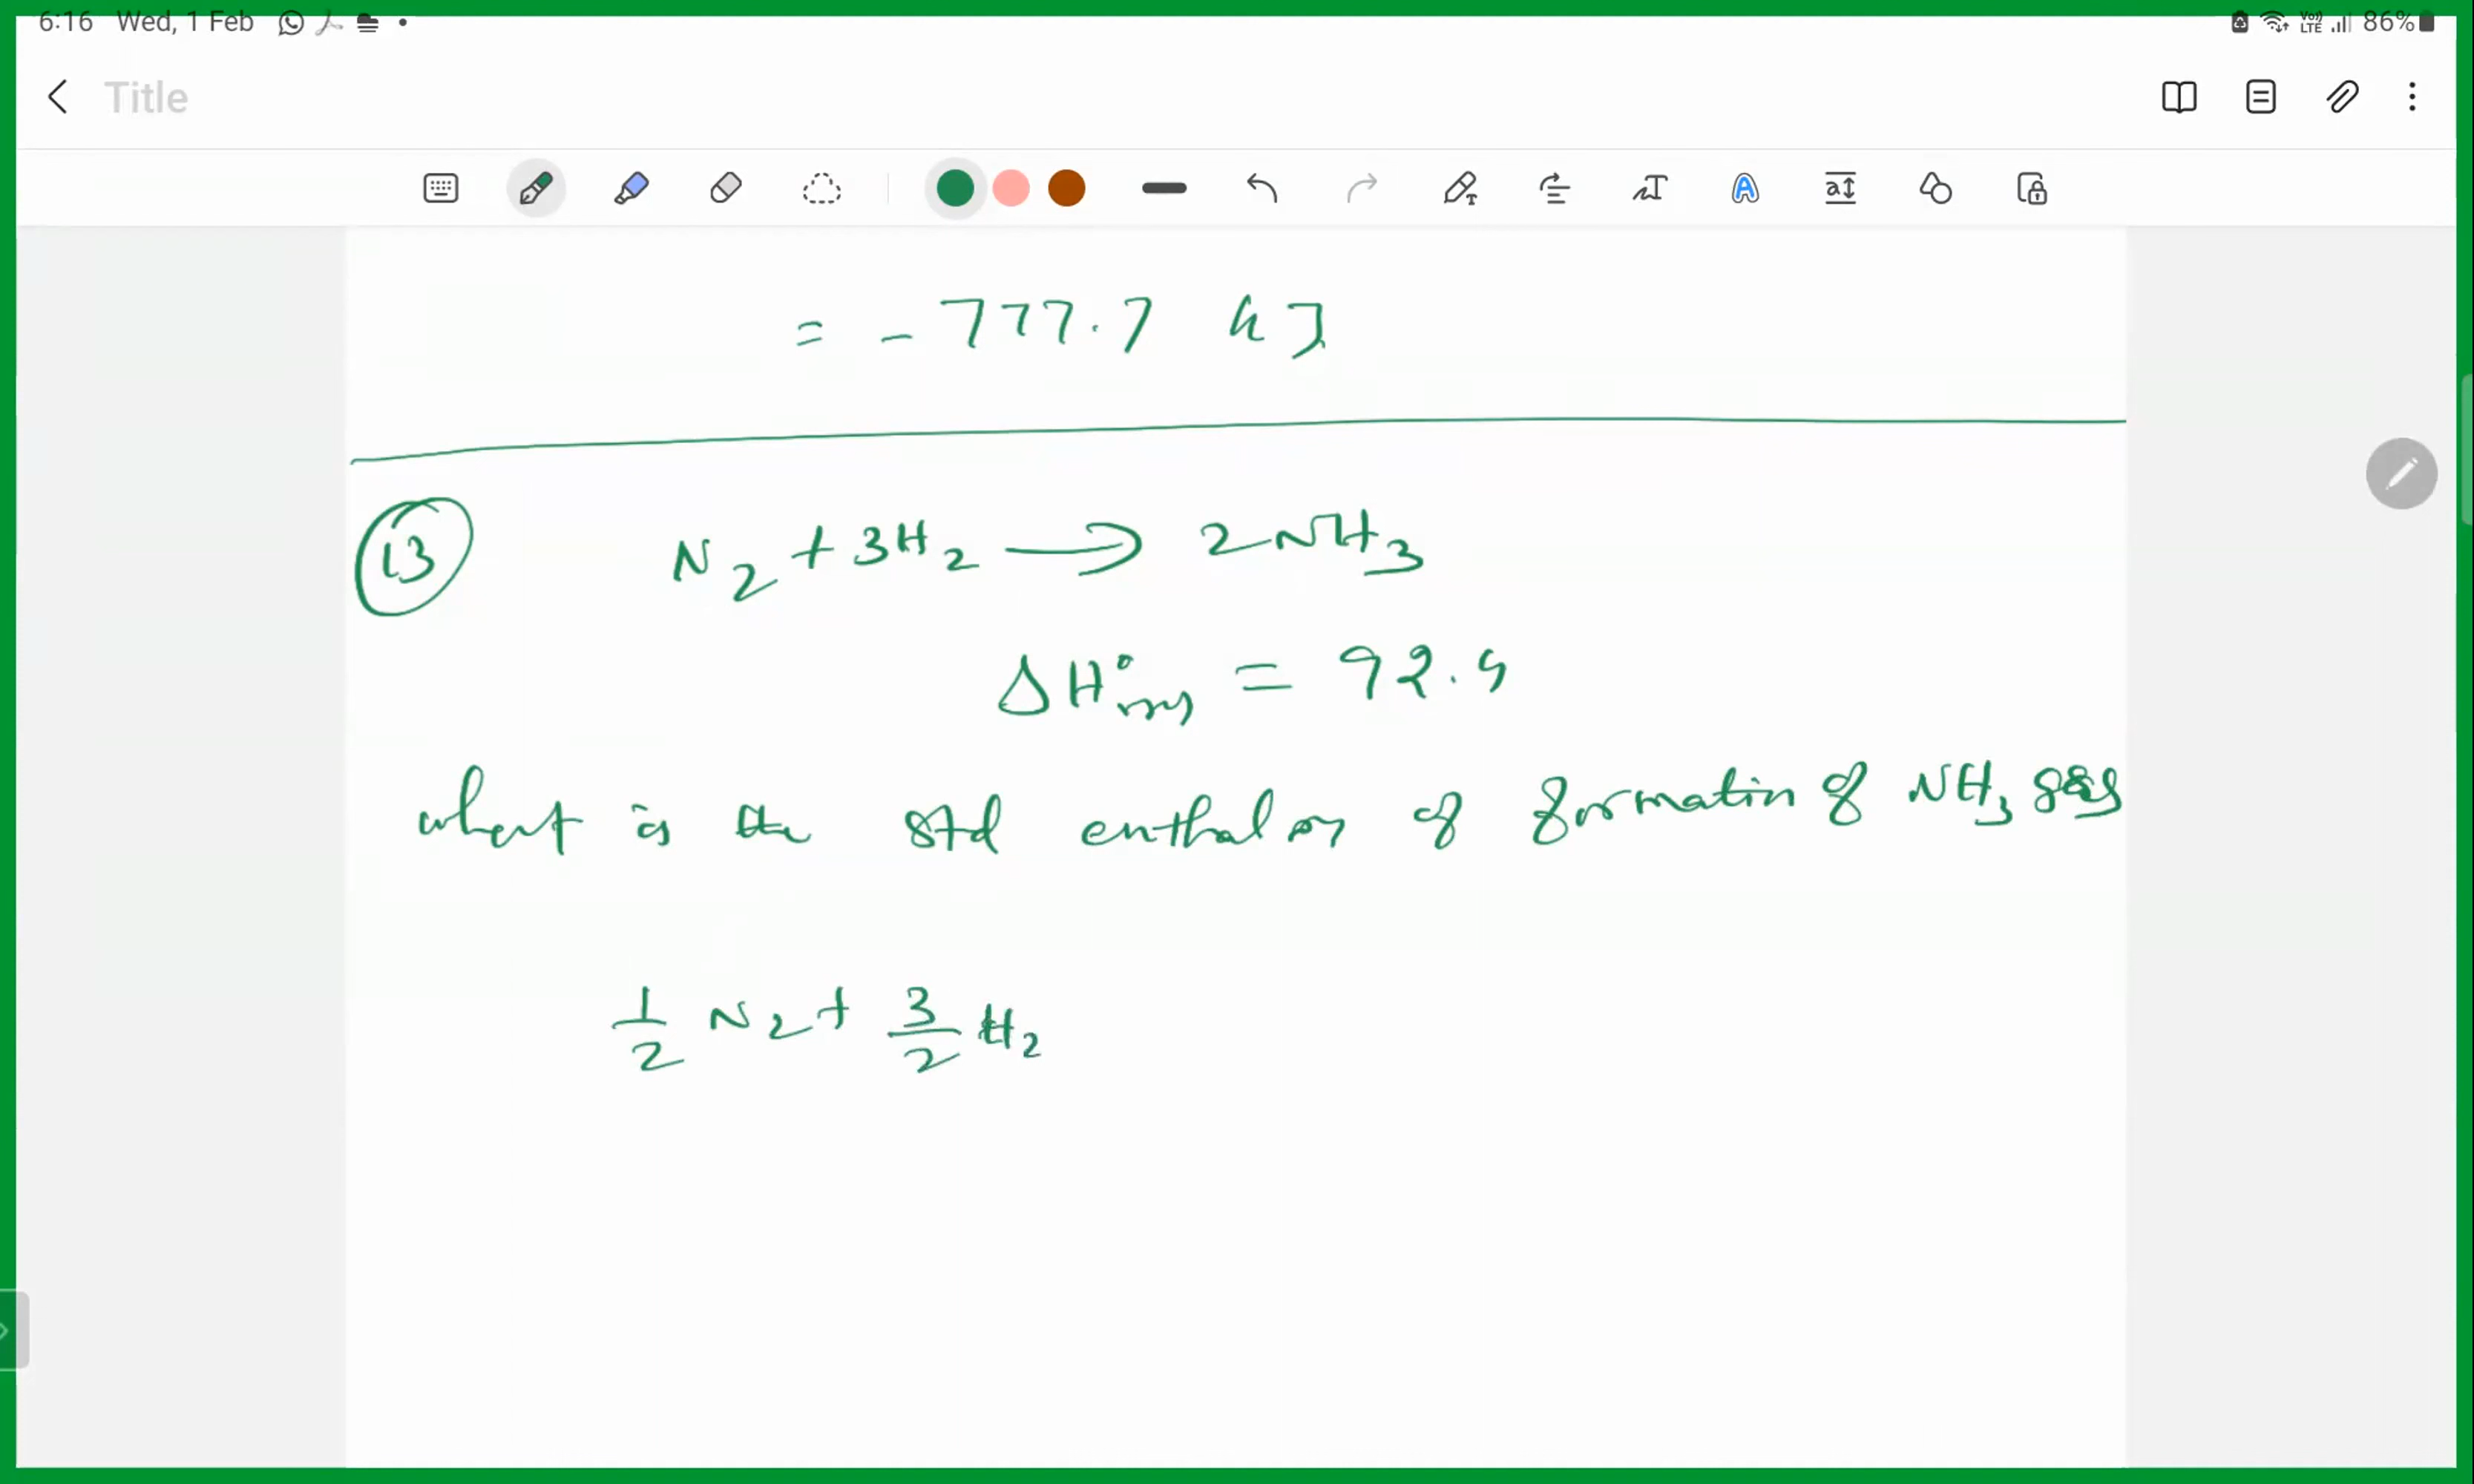 6:16 Wed, 1 Feb 86%
Title
= - 777.7 kJ
13 N2 + 3H2 → 2NH3
ΔH° = 92.4
what is the std enthalpy of formation of NH3 gas
1/2 N2 + 3/2 H2